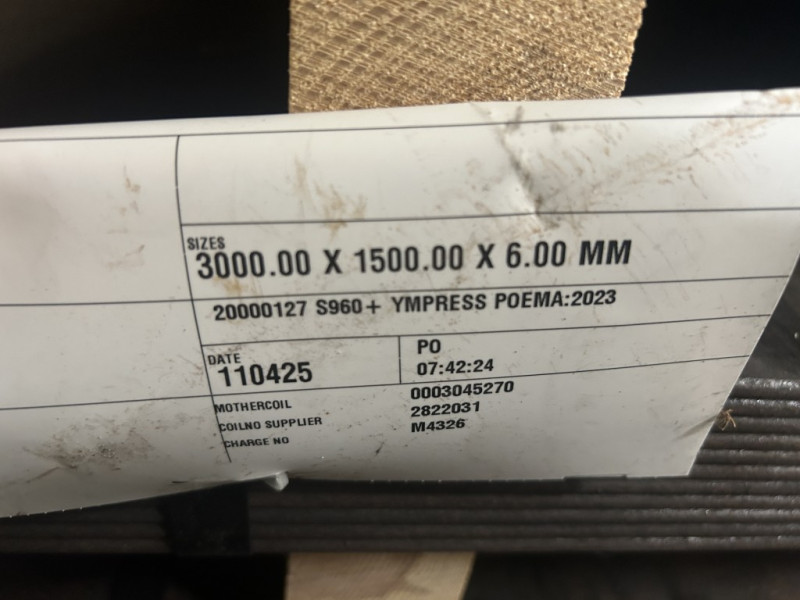 SIZES
3000.00 X 1500.00 X 6.00 MM
20000127 S960+ YMPRESS POEMA:2023
DATE
110425
PO
07:42:24
MOTHERCOIL 0003045270
COILNO SUPPLIER 2822031
CHARGE NO M4326